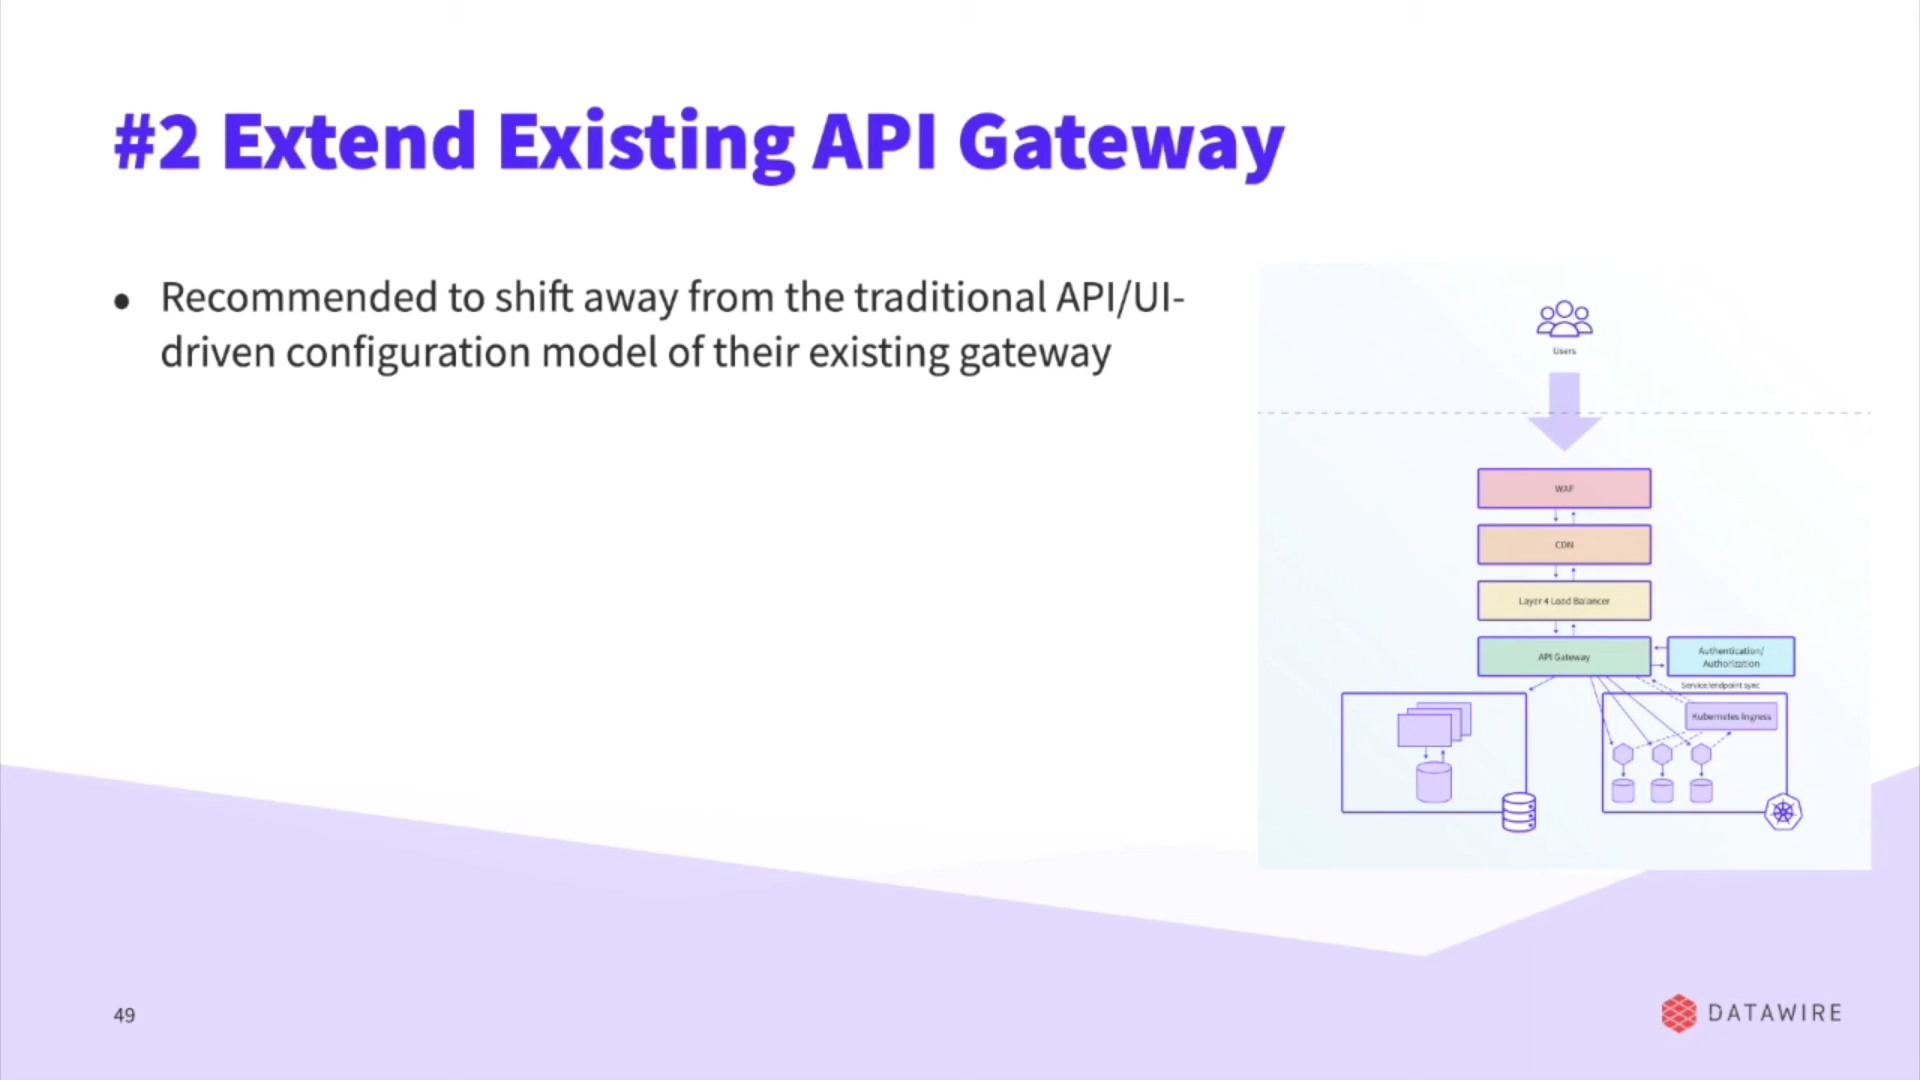 #2 Extend Existing API Gateway
● Recommended to shift away from the traditional API/UI-
driven configuration model of their existing gateway
Users
WAF
CDN
Layer 4 Load Balancer
API Gateway
Authentication/
Authorization
Service/endpoint sync
Kubernetes Ingress
49
DATAWIRE